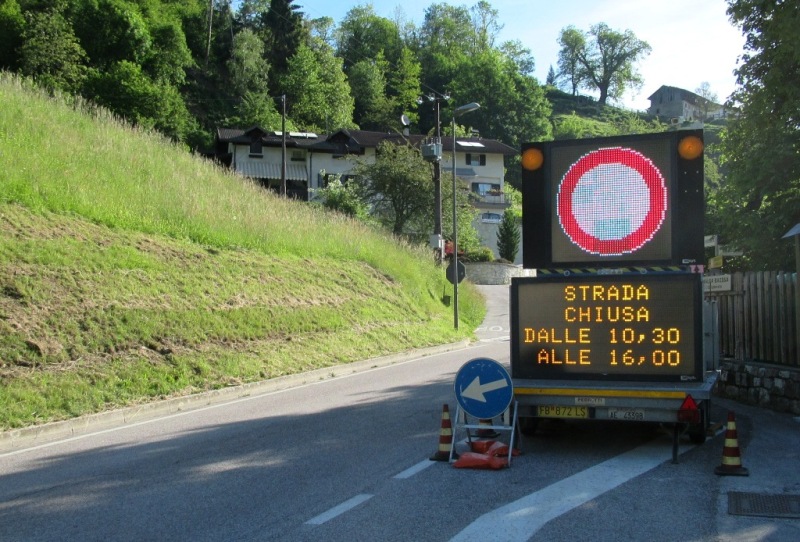 STRADA
CHIUSA
DALLE 10,30
ALLE 16,00